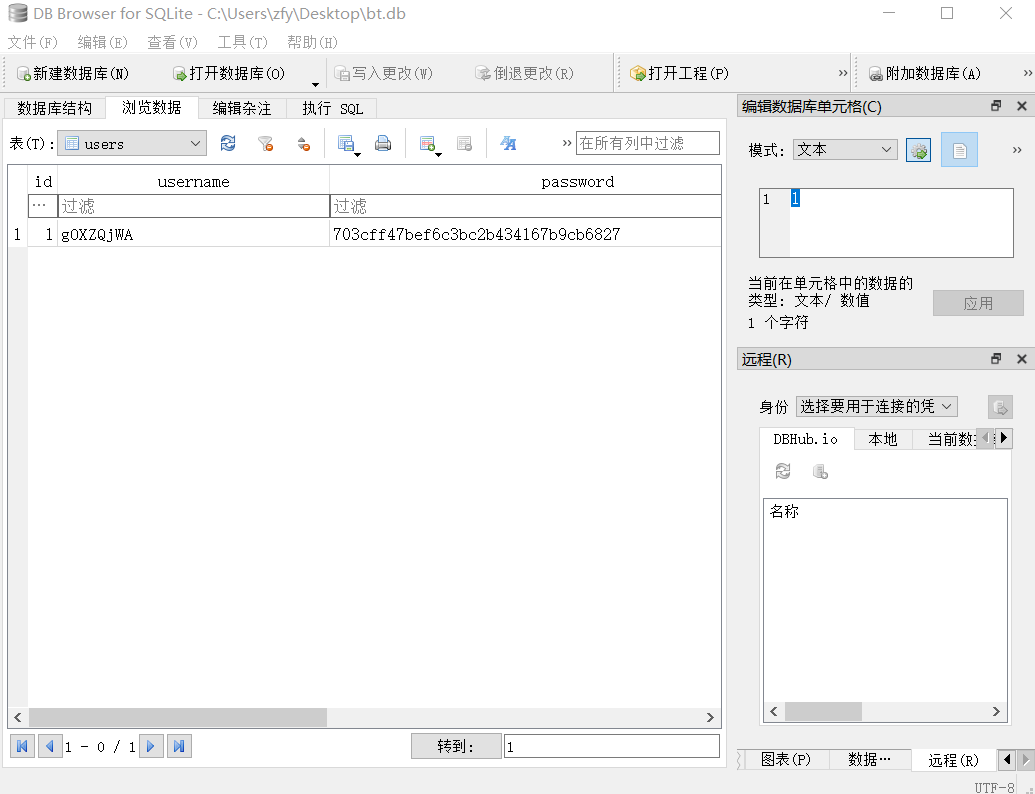 DB Browser for SQLite - C:\Users\zfy\Desktop\bt.db
文件(F) 编辑(E) 查看(V) 工具(T) 帮助(H)
新建数据库(N) 打开数据库(O) 写入更改(W) 倒退更改(R) 打开工程(P) » 附加数据库(A) »
数据库结构 浏览数据 编辑杂注 执行 SQL
表(T): users » 在所有列中过滤
id username password
… 过滤 过滤
1 1 gOXZQjWA 703cff47bef6c3bc2b434167b9cb6827
1 - 0 / 1 转到: 1
编辑数据库单元格(C)
模式: 文本 »
1 1
当前在单元格中的数据的
类型: 文本/ 数值
1 个字符
应用
远程(R)
身份 选择要用于连接的凭
DBHub.io 本地 当前数
名称
图表(P) 数据… 远程(R)
UTF-8